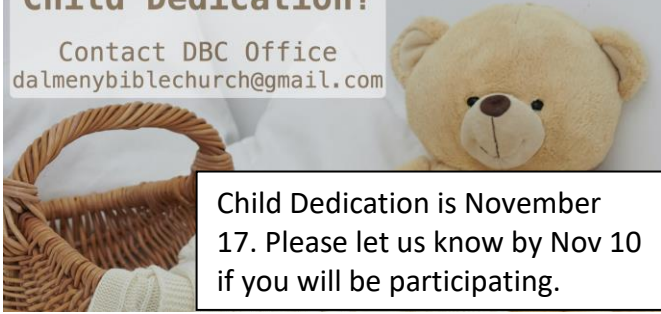 Child Dedication!
Contact DBC Office
dalmenybiblechurch@gmail.com
Child Dedication is November
17. Please let us know by Nov 10
if you will be participating.